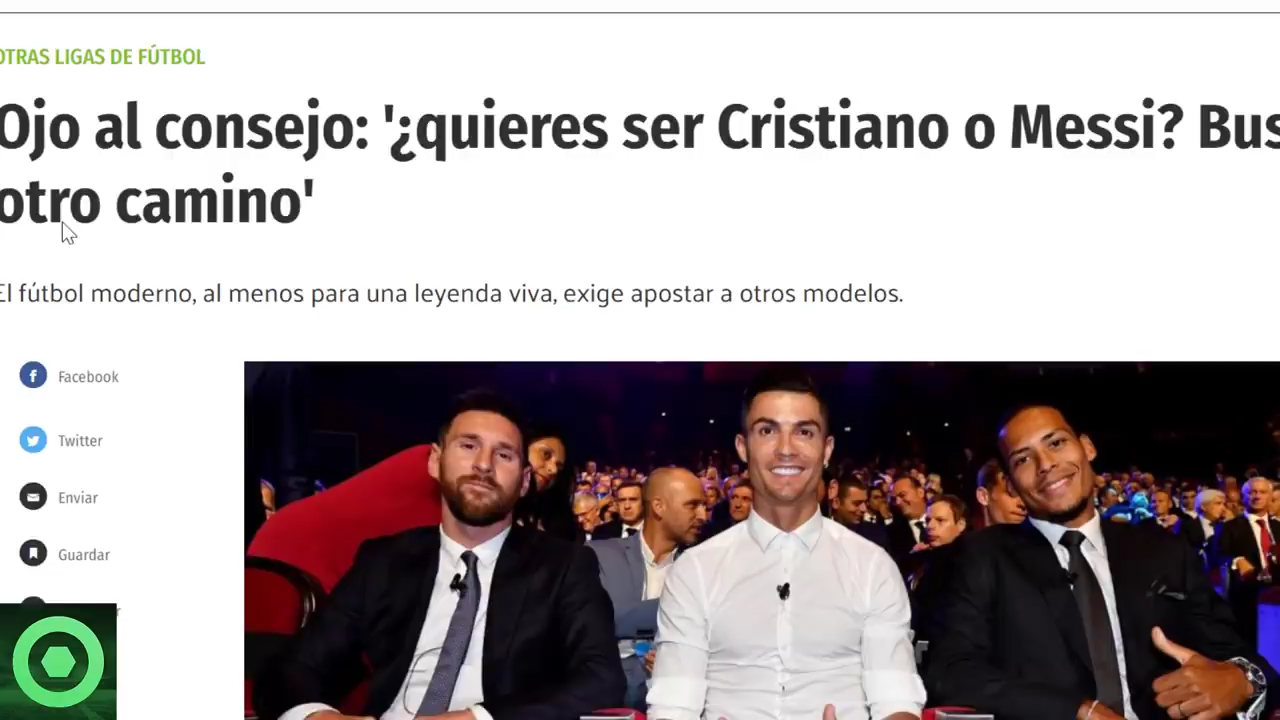 OTRAS LIGAS DE FÚTBOL
Ojo al consejo: '¿quieres ser Cristiano o Messi?
otro camino'
El fútbol moderno, al menos para una leyenda viva, exige apostar a otros modelos.
Facebook
Twitter
Enviar
Guardar